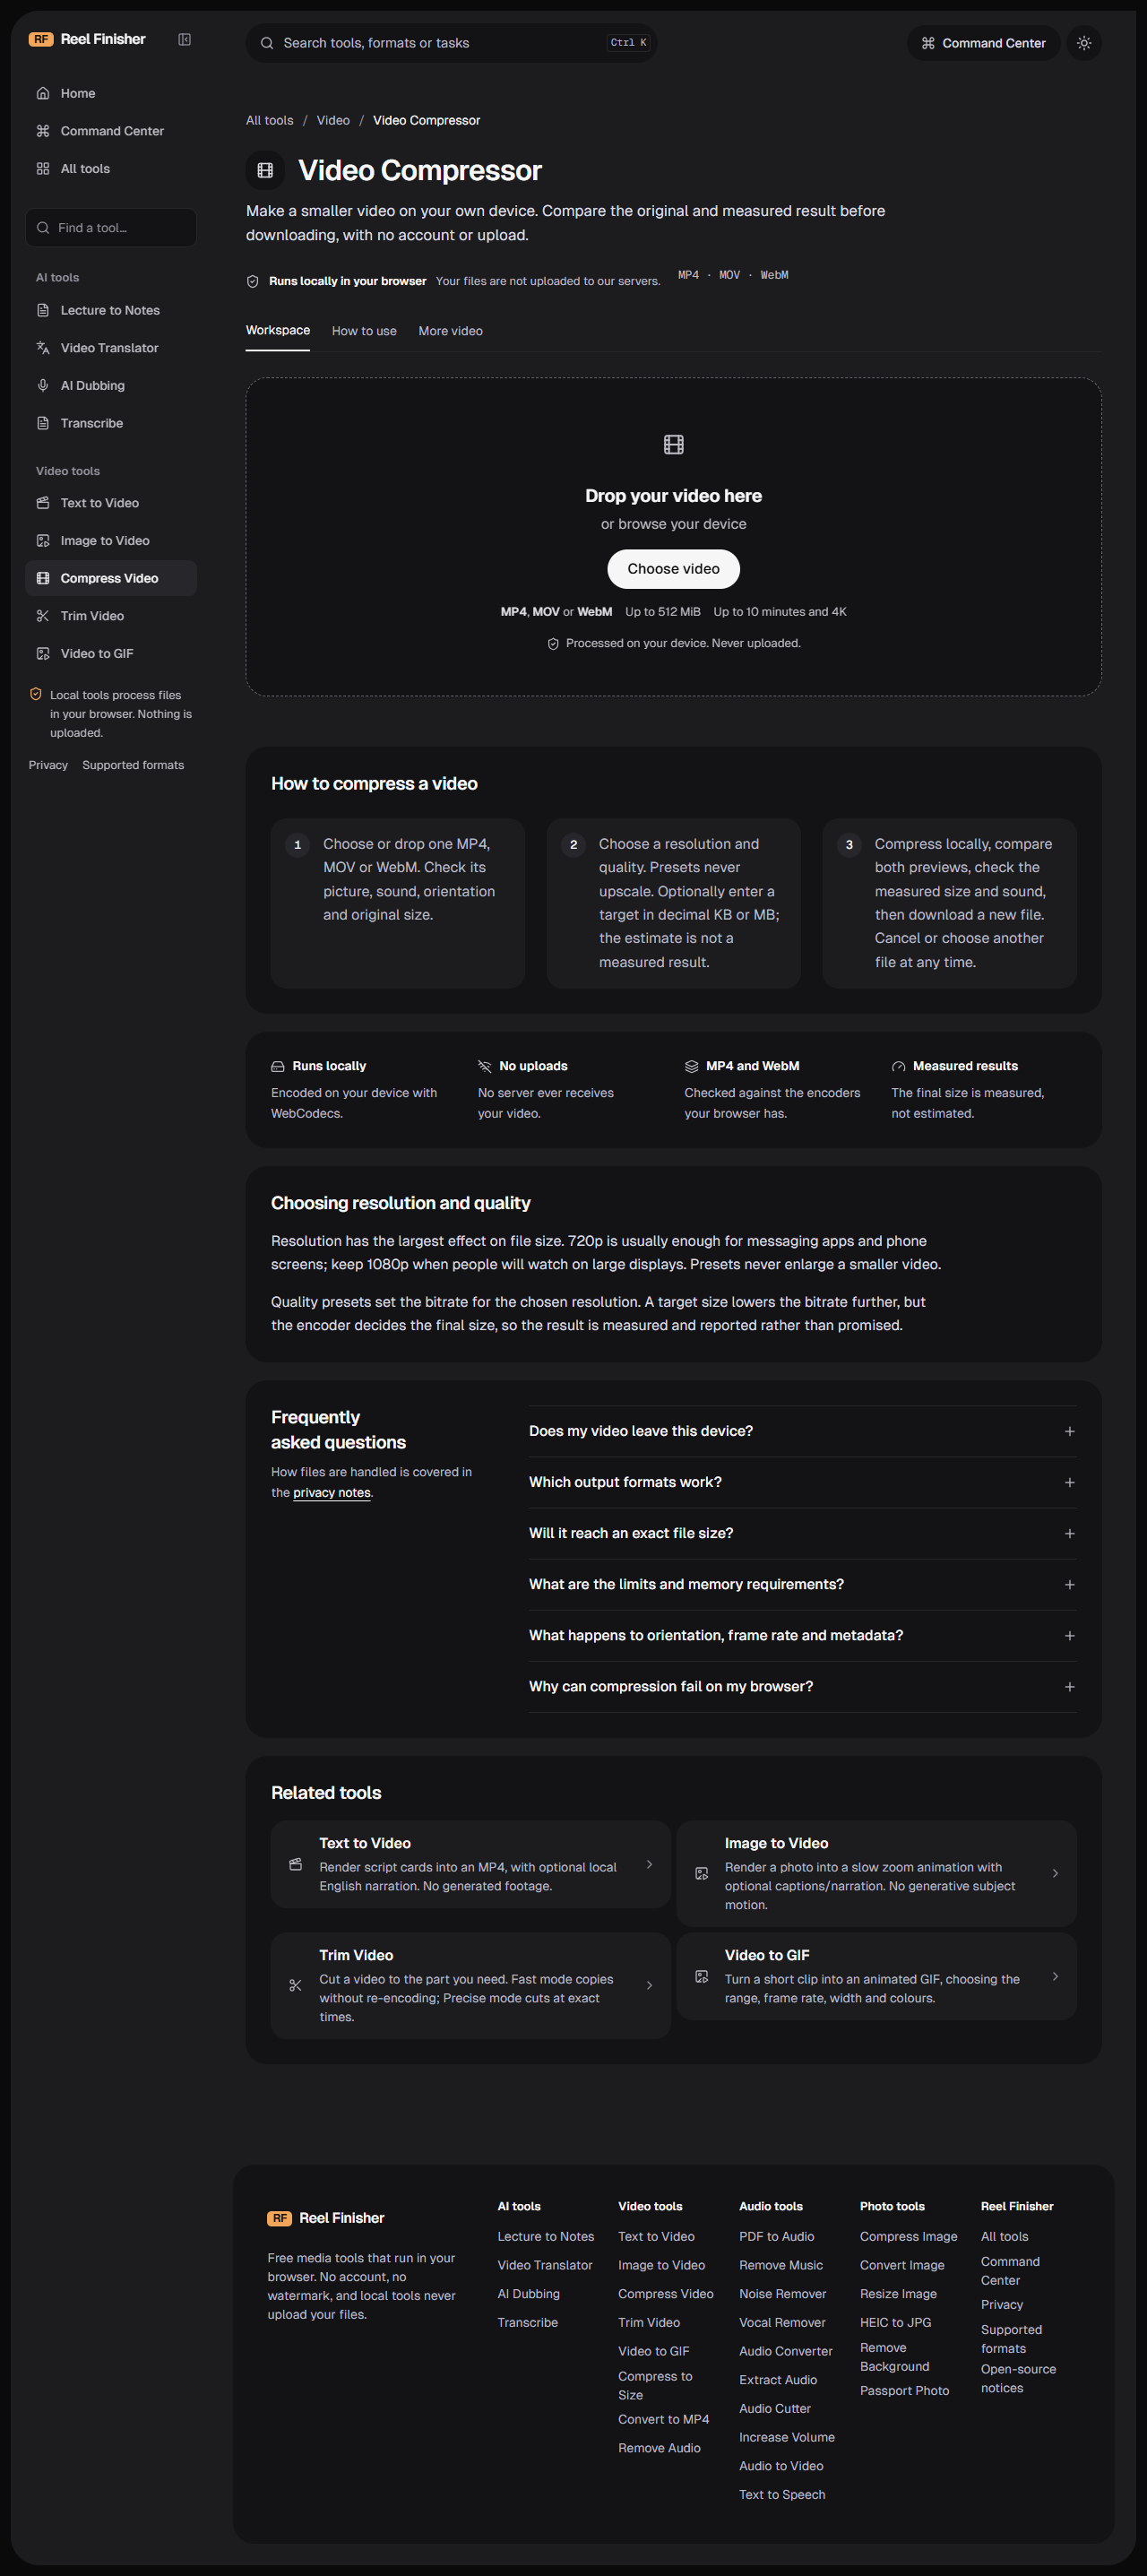 RF Reel Finisher
Home
Command Center
All tools
Find a tool...
AI tools
Lecture to Notes
Video Translator
AI Dubbing
Transcribe
Video tools
Text to Video
Image to Video
Compress Video
Trim Video
Video to GIF
Local tools process files
in your browser. Nothing is
uploaded.
Privacy Supported formats
Search tools, formats or tasks Ctrl K
Command Center
All tools / Video / Video Compressor
Video Compressor
Make a smaller video on your own device. Compare the original and measured result before
downloading, with no account or upload.
Runs locally in your browser Your files are not uploaded to our servers. MP4 · MOV · WebM
Workspace How to use More video
Drop your video here
or browse your device
Choose video
MP4, MOV or WebM Up to 512 MiB Up to 10 minutes and 4K
Processed on your device. Never uploaded.
How to compress a video
1
Choose or drop one MP4,
MOV or WebM. Check its
picture, sound, orientation
and original size.
2
Choose a resolution and
quality. Presets never
upscale. Optionally enter a
target in decimal KB or MB;
the estimate is not a
measured result.
3
Compress locally, compare
both previews, check the
measured size and sound,
then download a new file.
Cancel or choose another
file at any time.
Runs locally
Encoded on your device with
WebCodecs.
No uploads
No server ever receives
your video.
MP4 and WebM
Checked against the encoders
your browser has.
Measured results
The final size is measured,
not estimated.
Choosing resolution and quality
Resolution has the largest effect on file size. 720p is usually enough for messaging apps and phone
screens; keep 1080p when people will watch on large displays. Presets never enlarge a smaller video.
Quality presets set the bitrate for the chosen resolution. A target size lowers the bitrate further, but
the encoder decides the final size, so the result is measured and reported rather than promised.
Frequently
asked questions
How files are handled is covered in
the privacy notes.
Does my video leave this device?
Which output formats work?
Will it reach an exact file size?
What are the limits and memory requirements?
What happens to orientation, frame rate and metadata?
Why can compression fail on my browser?
Related tools
Text to Video
Render script cards into an MP4, with optional local
English narration. No generated footage.
Image to Video
Render a photo into a slow zoom animation with
optional captions/narration. No generative subject
motion.
Trim Video
Cut a video to the part you need. Fast mode copies
without re-encoding; Precise mode cuts at exact
times.
Video to GIF
Turn a short clip into an animated GIF, choosing the
range, frame rate, width and colours.
RF Reel Finisher
Free media tools that run in your
browser. No account, no
watermark, and local tools never
upload your files.
AI tools
Lecture to Notes
Video Translator
AI Dubbing
Transcribe
Video tools
Text to Video
Image to Video
Compress Video
Trim Video
Video to GIF
Compress to
Size
Convert to MP4
Remove Audio
Audio tools
PDF to Audio
Remove Music
Noise Remover
Vocal Remover
Audio Converter
Extract Audio
Audio Cutter
Increase Volume
Audio to Video
Text to Speech
Photo tools
Compress Image
Convert Image
Resize Image
HEIC to JPG
Remove
Background
Passport Photo
Reel Finisher
All tools
Command
Center
Privacy
Supported
formats
Open-source
notices